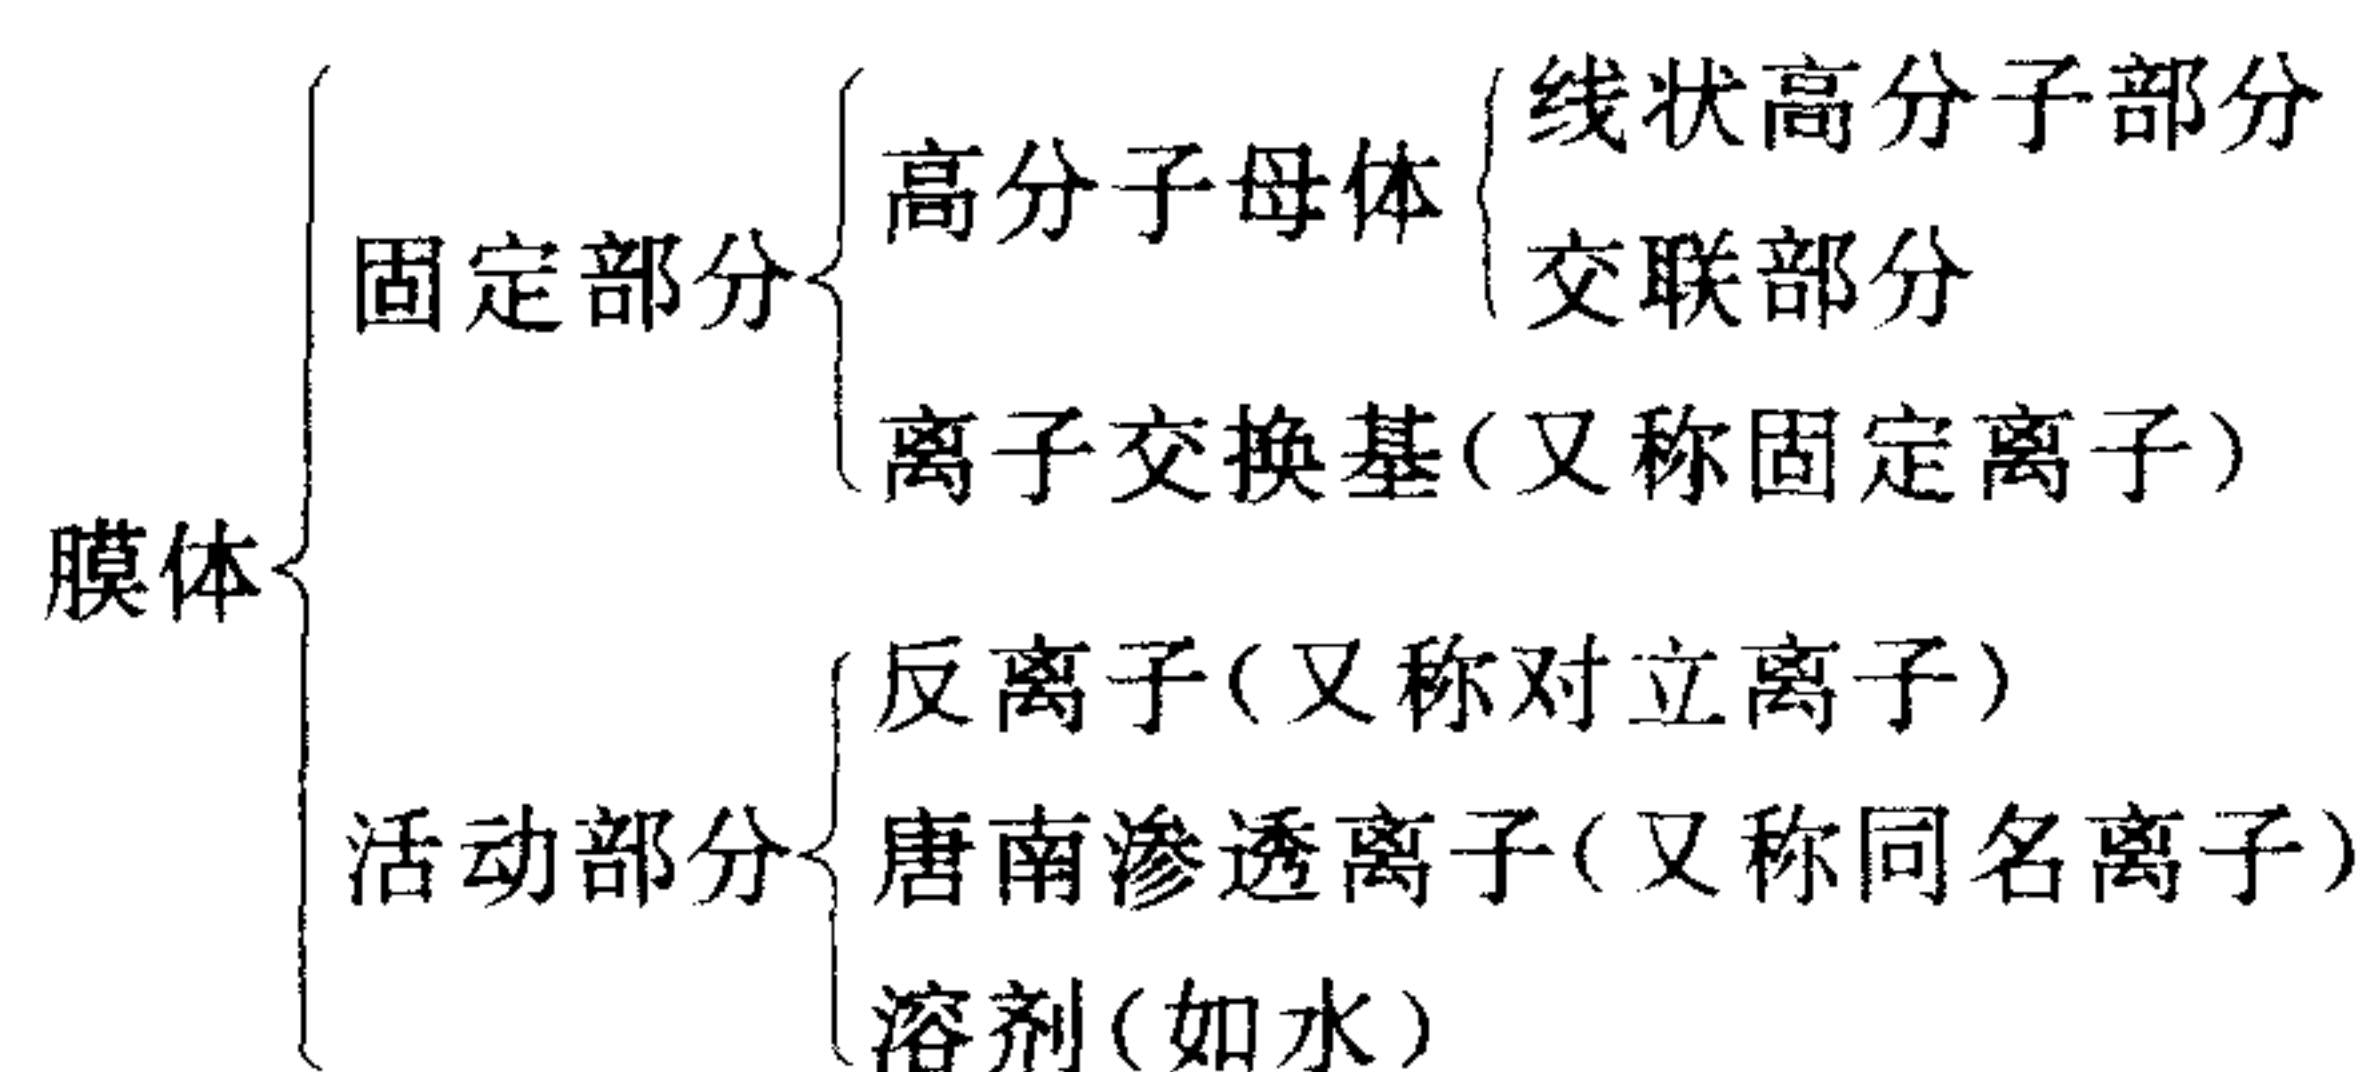 线状高分子部分
高分子母体
交联部分
固定部分
离子交换基(又称固定离子)
膜体
反离子(又称对立离子)
活动部分
唐南渗透离子(又称同名离子)
溶剂(如水)